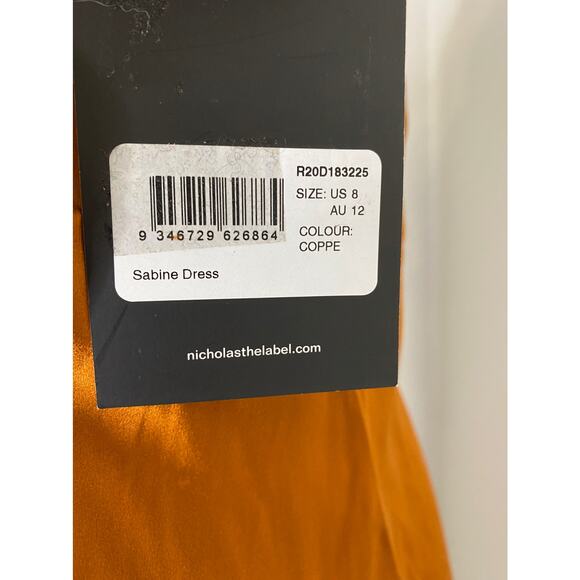 R20D183225
SIZE: US 8
AU 12
COLOUR:
COPPE
9 346729 626864
Sabine Dress
nicholasthelabel.com